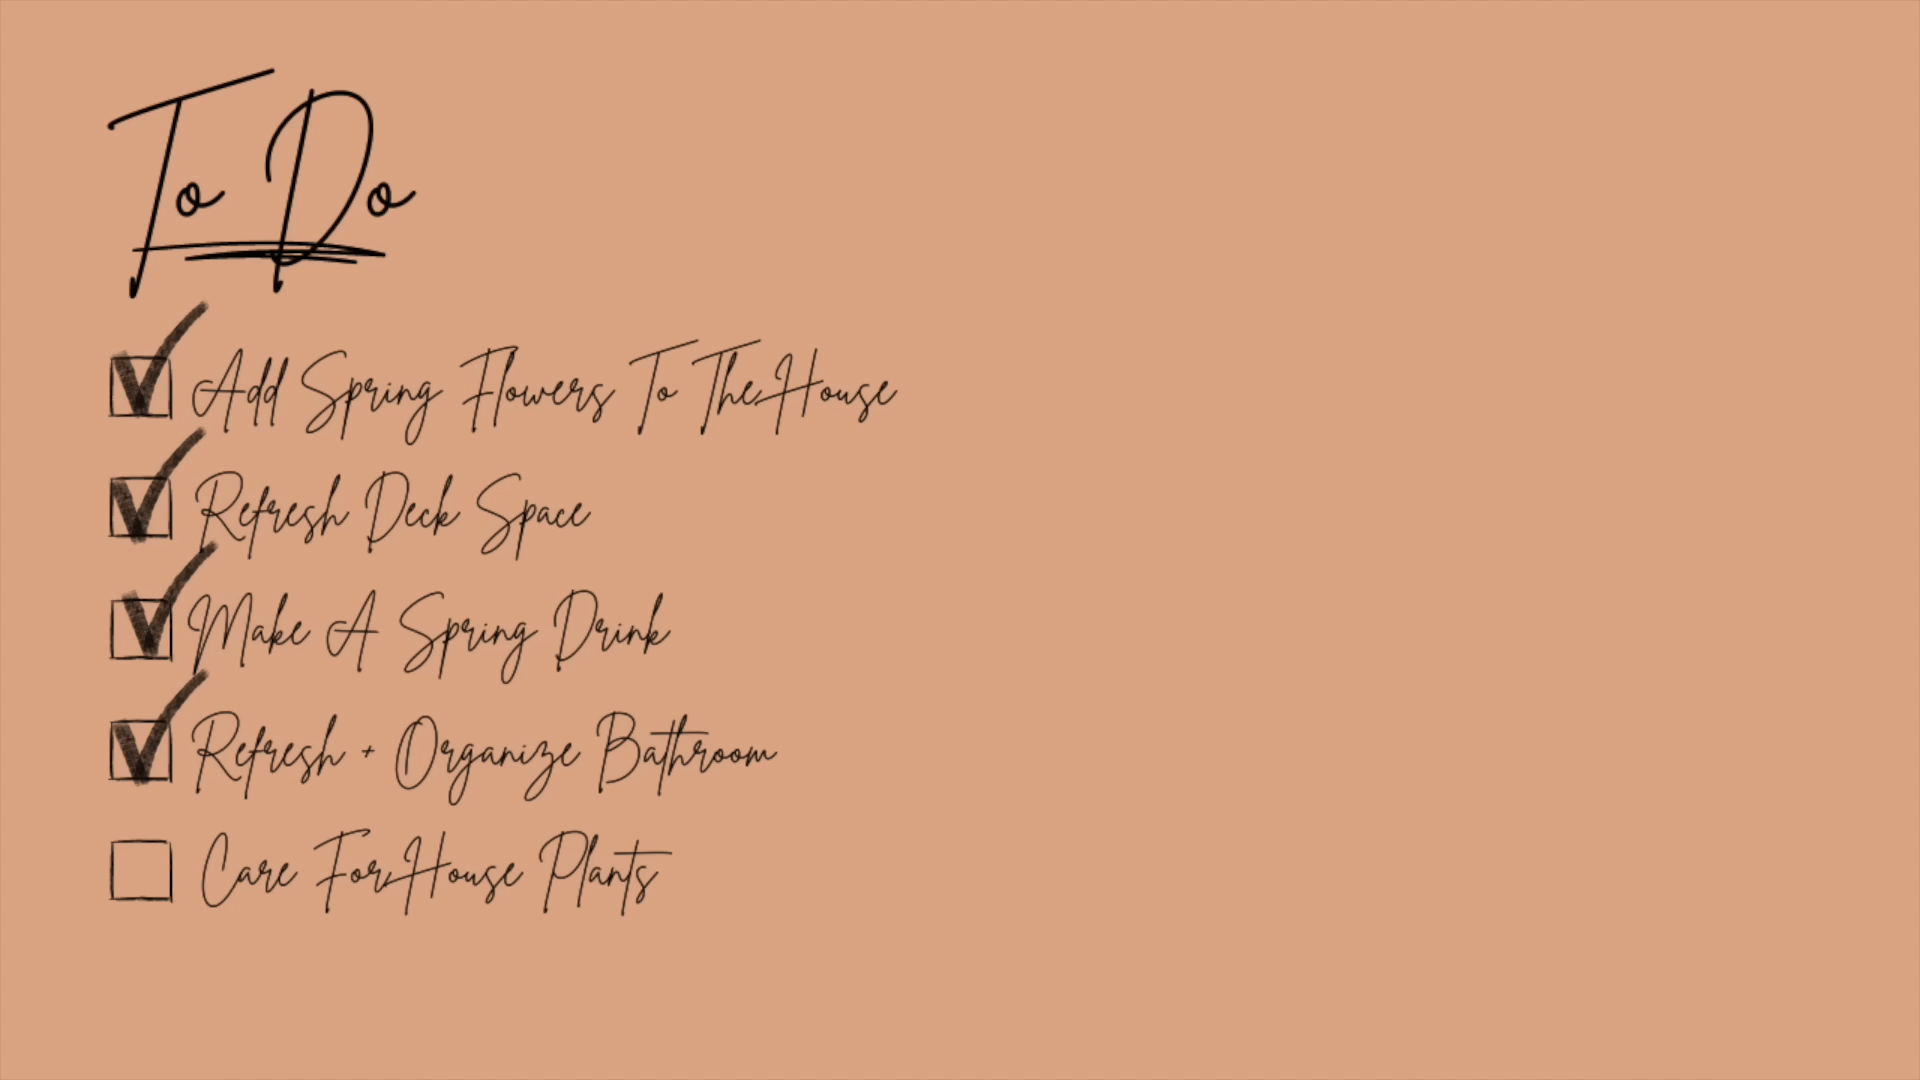 To Do
Add Spring Flowers To The House
Refresh Deck Space
Make A Spring Drink
Refresh + Organize Bathroom
Care For House Plants